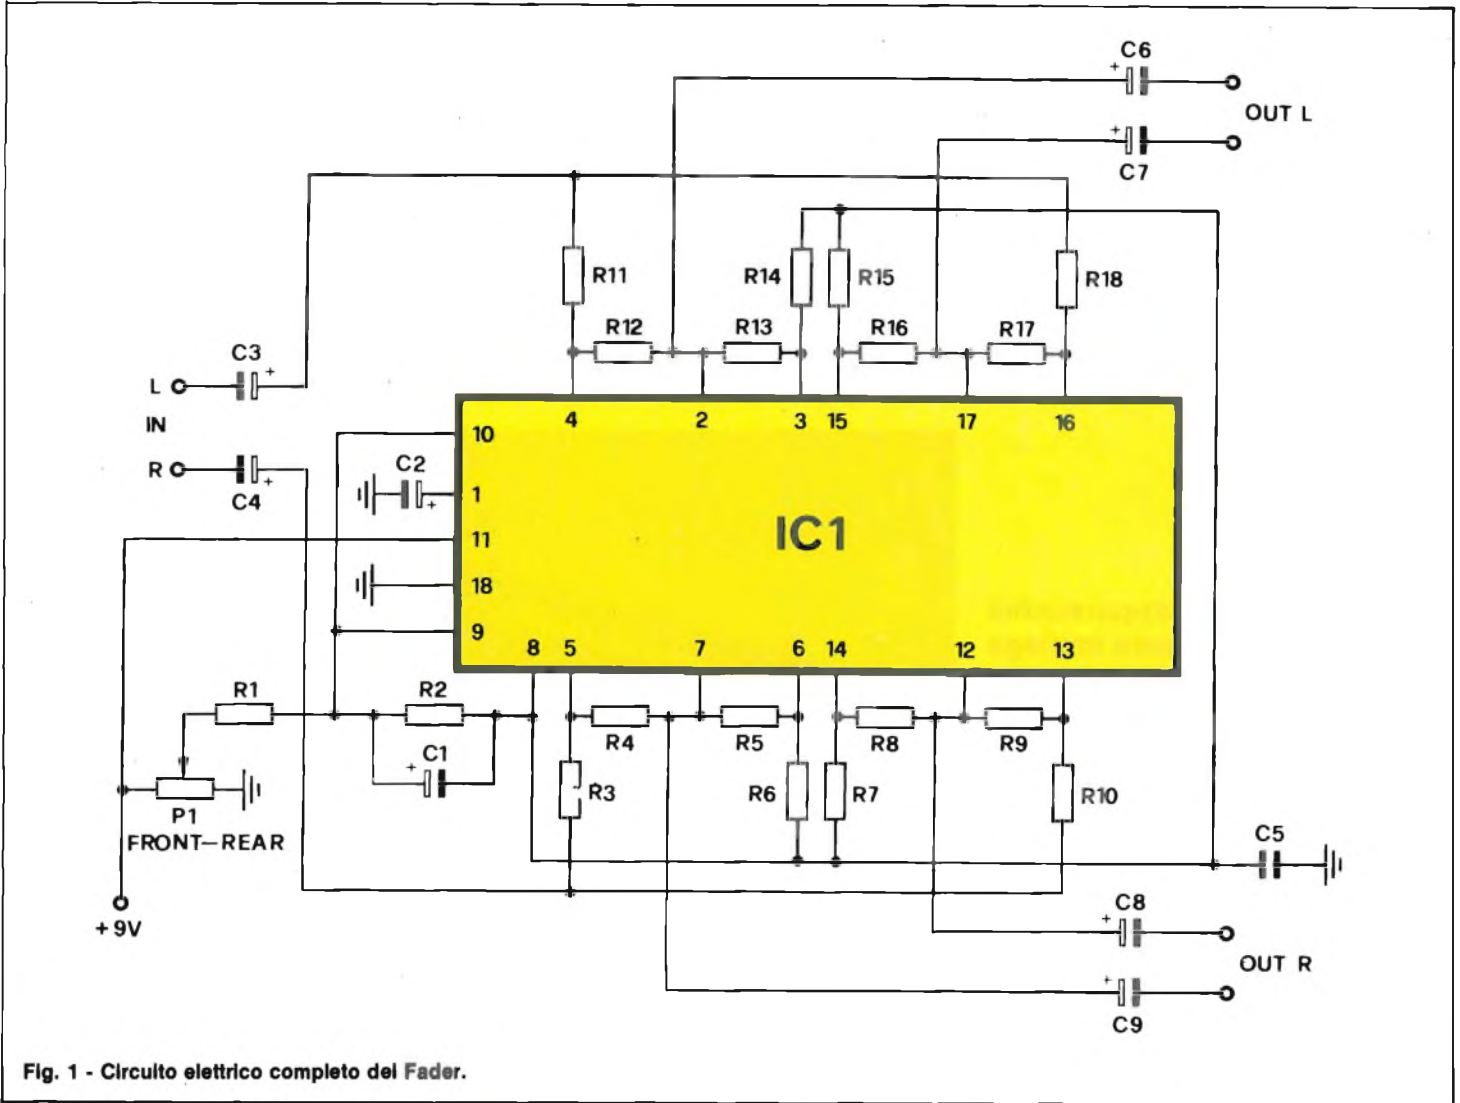 C6
+
OUT L
+
C7
R11
R14
R15
R18
R12
R13
R16
R17
C3
+
L
IN
R
+
C4
4
2
3
15
17
16
10
C2
1
+
IC1
11
18
9
8
5
7
6
14
12
13
R1
R2
R4
R5
R8
R9
C1
+
R3
R6
R7
R10
P1
FRONT—REAR
C5
+9V
C8
+
OUT R
+
C9
Fig. 1 - Circuito elettrico completo del Fader.